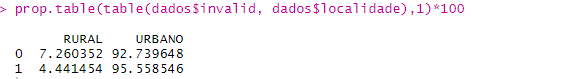 > prop.table(table(dados$invalid, dados$localidade),1)*100
RURAL URBANO
0 7.260352 92.739648
1 4.441454 95.558546